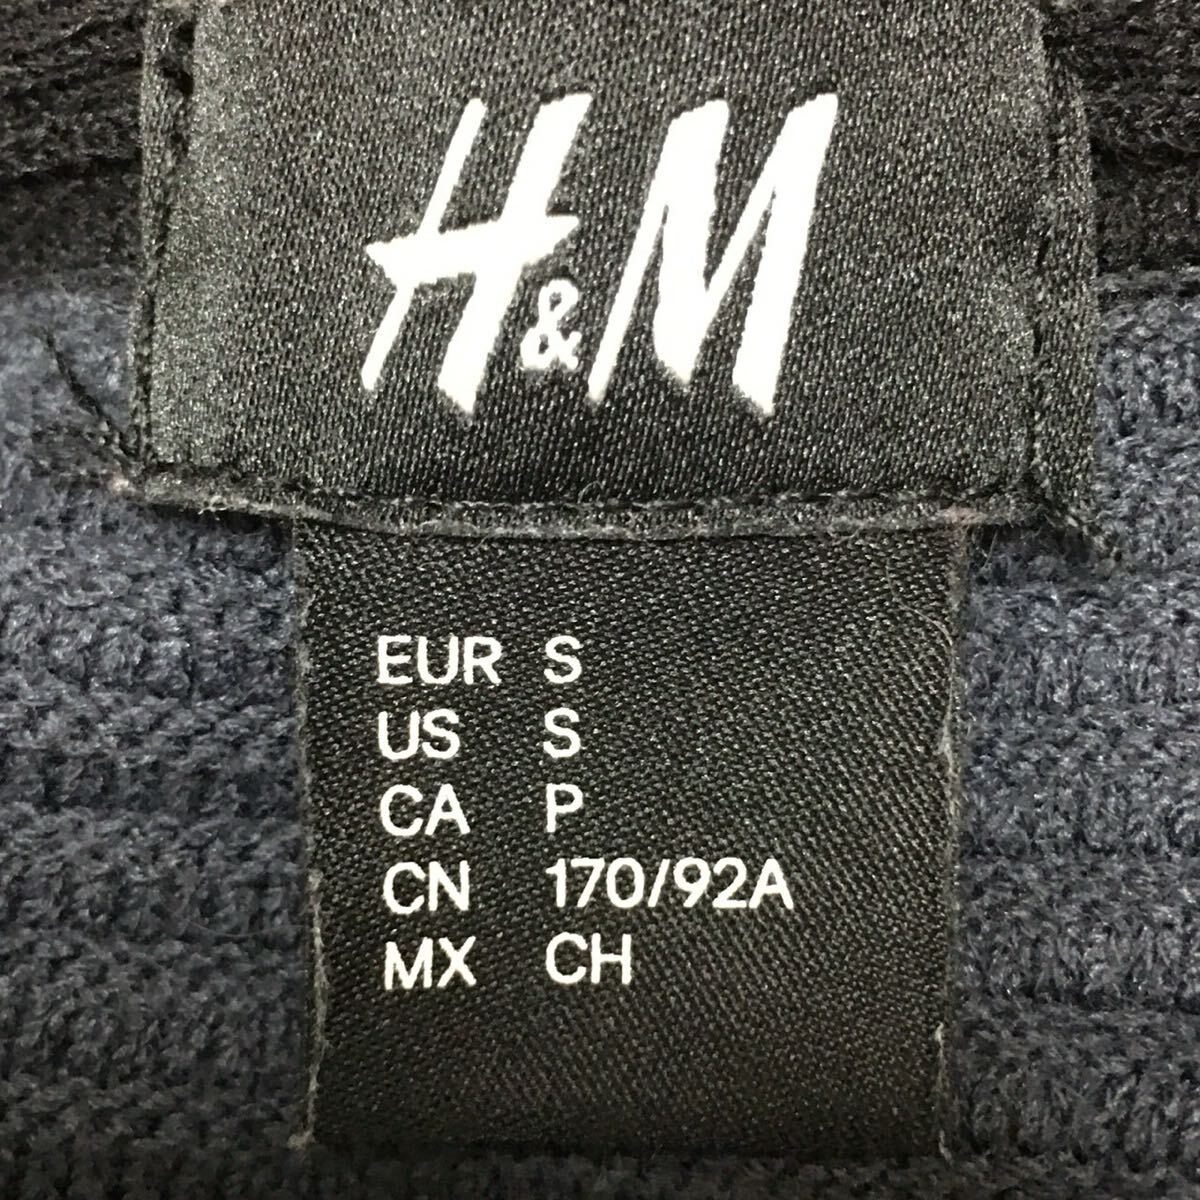 H&M
EUR S
US S
CA P
CN 170/92A
MX CH